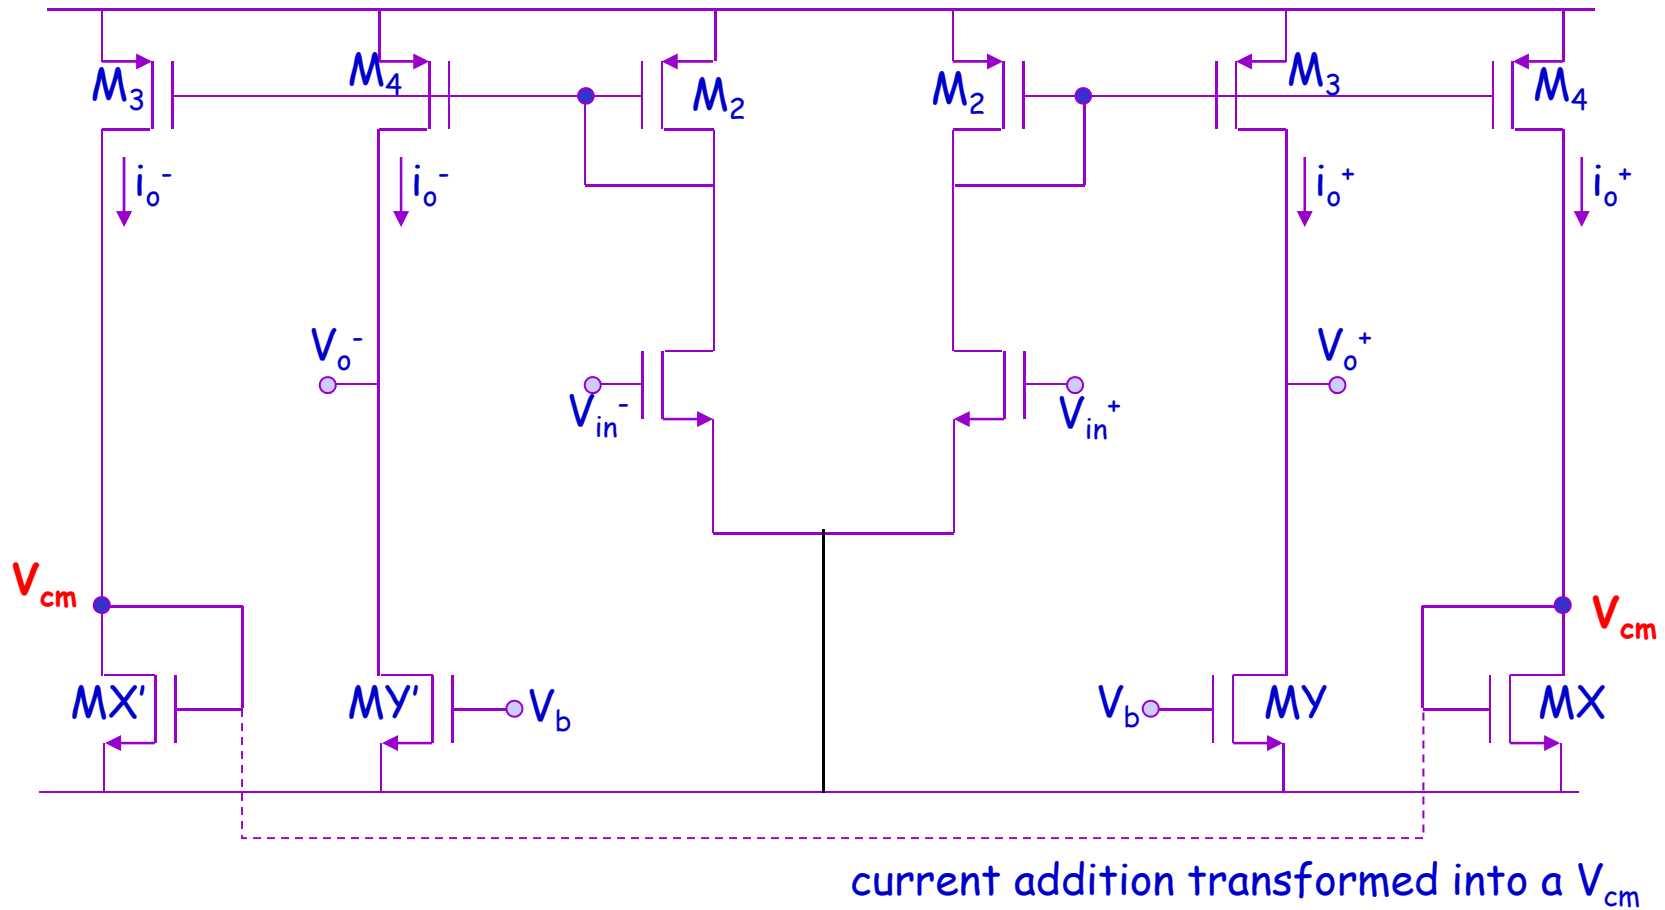 M3
M4
M2
M2
M3
M4
io-
io-
io+
io+
Vo-
Vo+
Vin-
Vin+
Vcm
Vcm
MX'
MY'
Vb
Vb
MY
MX
current addition transformed into a Vcm